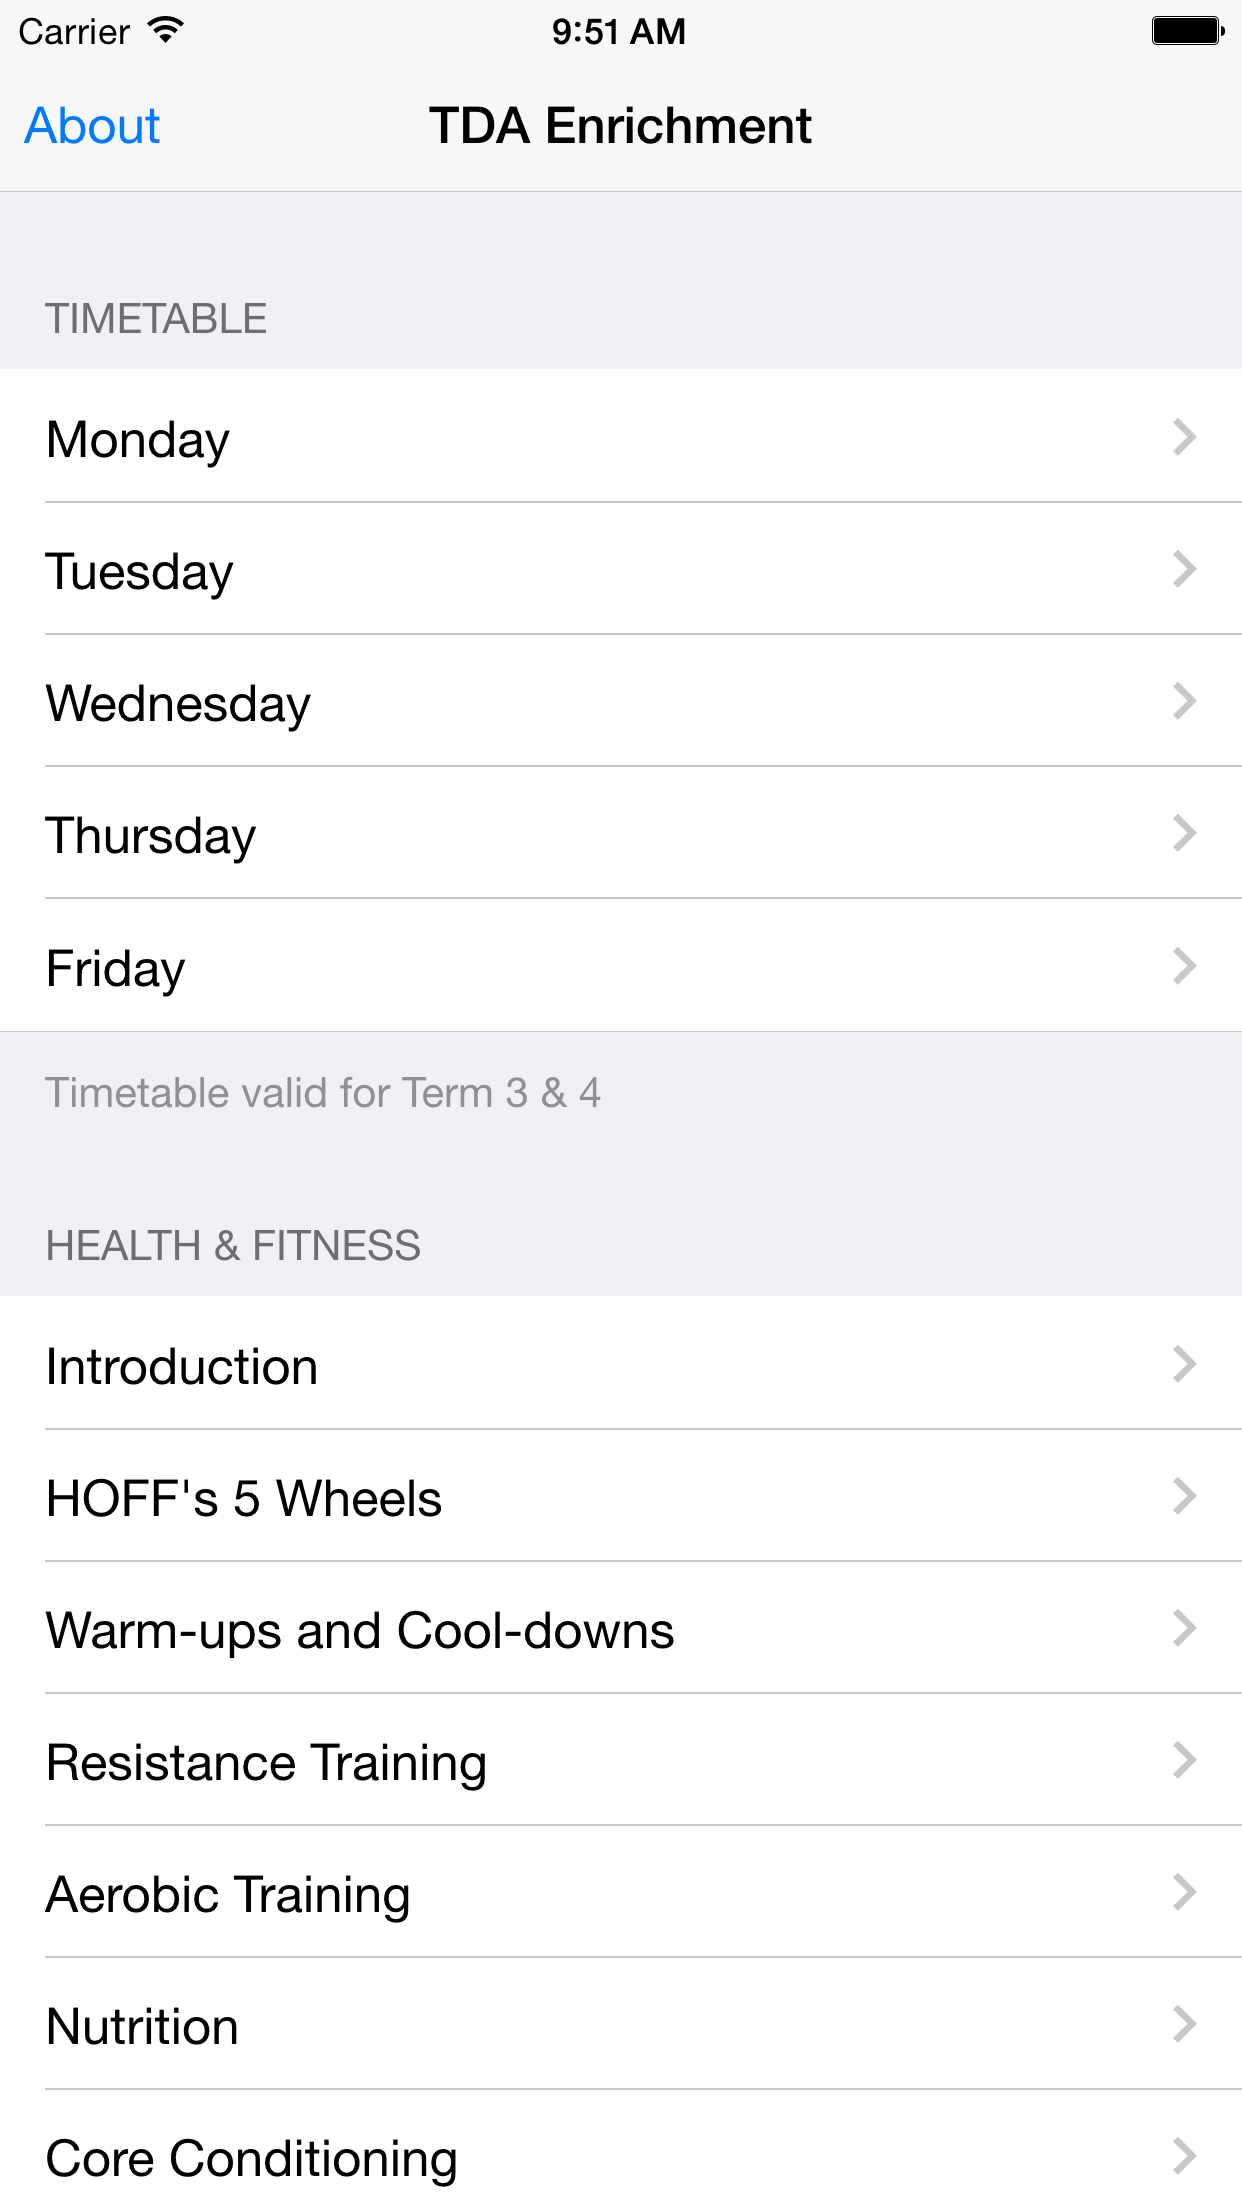 Carrier
9:51 AM
About
TDA Enrichment
TIMETABLE
Monday
Tuesday
Wednesday
Thursday
Friday
Timetable valid for Term 3 & 4
HEALTH & FITNESS
Introduction
HOFF's 5 Wheels
Warm-ups and Cool-downs
Resistance Training
Aerobic Training
Nutrition
Core Conditioning